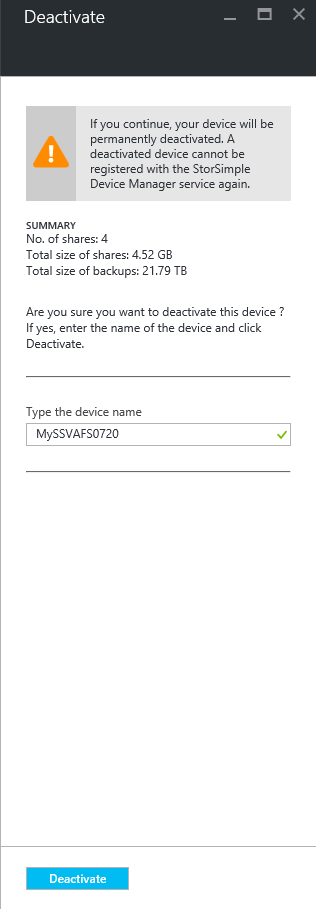 Deactivate
If you continue, your device will be
permanently deactivated. A
deactivated device cannot be
registered with the StorSimple
Device Manager service again.
SUMMARY
No. of shares: 4
Total size of shares: 4.52 GB
Total size of backups: 21.79 TB
Are you sure you want to deactivate this device ?
If yes, enter the name of the device and click
Deactivate.
Type the device name
MySSVAFS0720
Deactivate